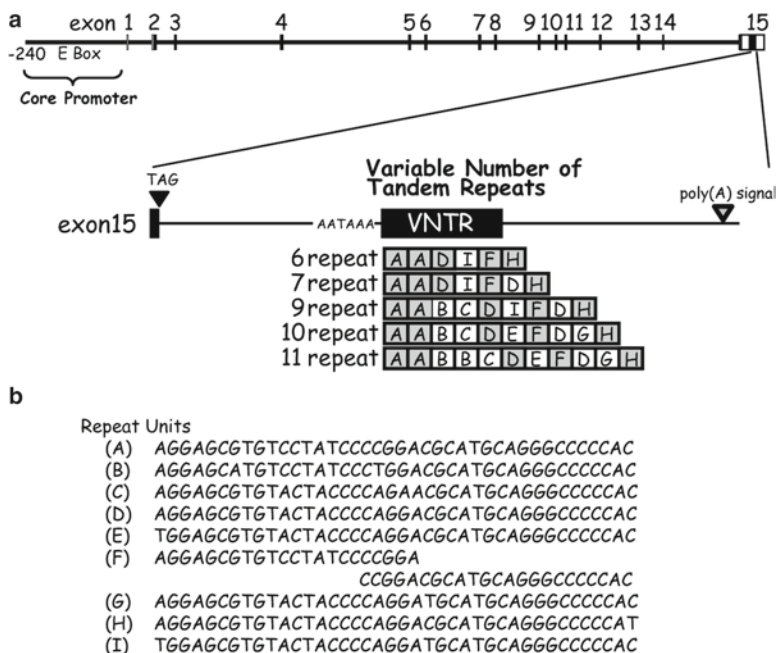 a
exon 1 2 3 4 5 6 7 8 9 10 11 12 13 14 15
-240 E Box
Core Promoter
Variable Number of
Tandem Repeats
TAG
poly(A) signal
exon15 AATAAA VNTR
6 repeat A A D I F H
7 repeat A A D I F D H
9 repeat A A B C D I F D H
10 repeat A A B C D E F D G H
11 repeat A A B B C D E F D G H
b
Repeat Units
(A) AGGAGCGTGTCCTATCCCCGGACGCATGCAGGGCCCCCAC
(B) AGGAGCATGTCCTATCCCTGGACGCATGCAGGGCCCCCAC
(C) AGGAGCGTGTACTACCCCAGAACGCATGCAGGGCCCCCAC
(D) AGGAGCGTGTACTACCCCAGGACGCATGCAGGGCCCCCAC
(E) TGGAGCGTGTACTACCCCAGGACGCATGCAGGGCCCCCAC
(F) AGGAGCGTGTCCTATCCCCGGA
CCGGACGCATGCAGGGCCCCCAC
(G) AGGAGCGTGTACTACCCCAGGATGCATGCAGGGCCCCCAC
(H) AGGAGCGTGTACTACCCCAGGACGCATGCAGGGCCCCCAT
(I) TGGAGCGTGTACTACCCCAGGATGCATGCAGGGCCCCCAC